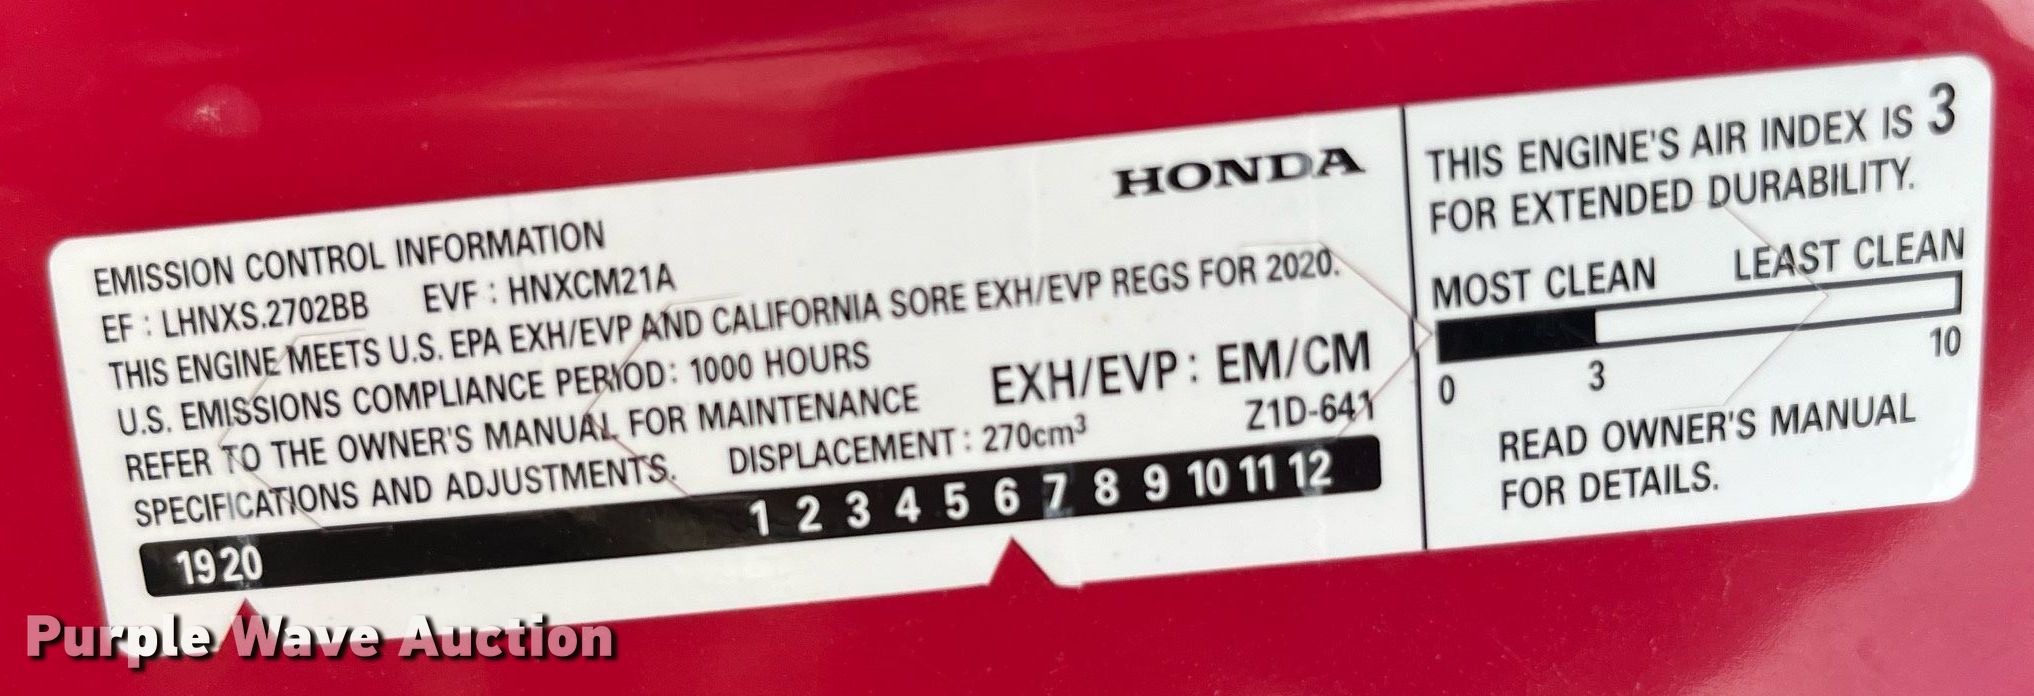 HONDA
EMISSION CONTROL INFORMATION
EF : LHNXS.2702BB EVF : HNXCM21A
THIS ENGINE MEETS U.S. EPA EXH/EVP AND CALIFORNIA SORE EXH/EVP REGS FOR 2020.
U.S. EMISSIONS COMPLIANCE PERIOD: 1000 HOURS
REFER TO THE OWNER'S MANUAL FOR MAINTENANCE
SPECIFICATIONS AND ADJUSTMENTS.
EXH/EVP : EM/CM
DISPLACEMENT : 270cm³ Z1D-641
1920 1 2 3 4 5 6 7 8 9 10 11 12
THIS ENGINE'S AIR INDEX IS 3
FOR EXTENDED DURABILITY.
MOST CLEAN LEAST CLEAN
0 3 10
READ OWNER'S MANUAL
FOR DETAILS.
Purple Wave Auction